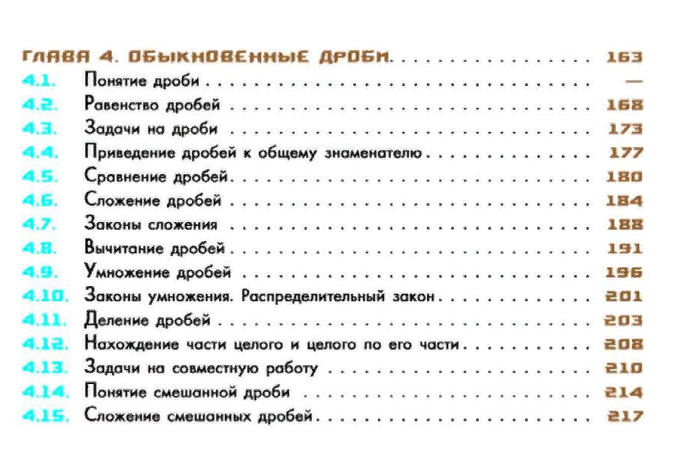 ГЛАВА 4. ОБЫКНОВЕННЫЕ ДРОБИ. . . . . . . . . . . . . . . . . . 163
4.1. Понятие дроби . . . . . . . . . . . . . . . . . . . . . . . . . . . . . . . . —
4.2. Равенство дробей . . . . . . . . . . . . . . . . . . . . . . . . . . . . . 168
4.3. Задачи на дроби . . . . . . . . . . . . . . . . . . . . . . . . . . . . . 173
4.4. Приведение дробей к общему знаменателю . . . . . . . . . . . . . 177
4.5. Сравнение дробей. . . . . . . . . . . . . . . . . . . . . . . . . . . . . 180
4.6. Сложение дробей . . . . . . . . . . . . . . . . . . . . . . . . . . . . . 184
4.7. Законы сложения . . . . . . . . . . . . . . . . . . . . . . . . . . . . . 188
4.8. Вычитание дробей . . . . . . . . . . . . . . . . . . . . . . . . . . . . . 191
4.9. Умножение дробей . . . . . . . . . . . . . . . . . . . . . . . . . . . . 196
4.10. Законы умножения. Распределительный закон . . . . . . . . . . . . 201
4.11. Деление дробей . . . . . . . . . . . . . . . . . . . . . . . . . . . . . . 203
4.12. Нахождение части целого и целого по его части . . . . . . . . . . 208
4.13. Задачи на совместную работу . . . . . . . . . . . . . . . . . . . . . 210
4.14. Понятие смешанной дроби . . . . . . . . . . . . . . . . . . . . . . . 214
4.15. Сложение смешанных дробей . . . . . . . . . . . . . . . . . . . . . . 217